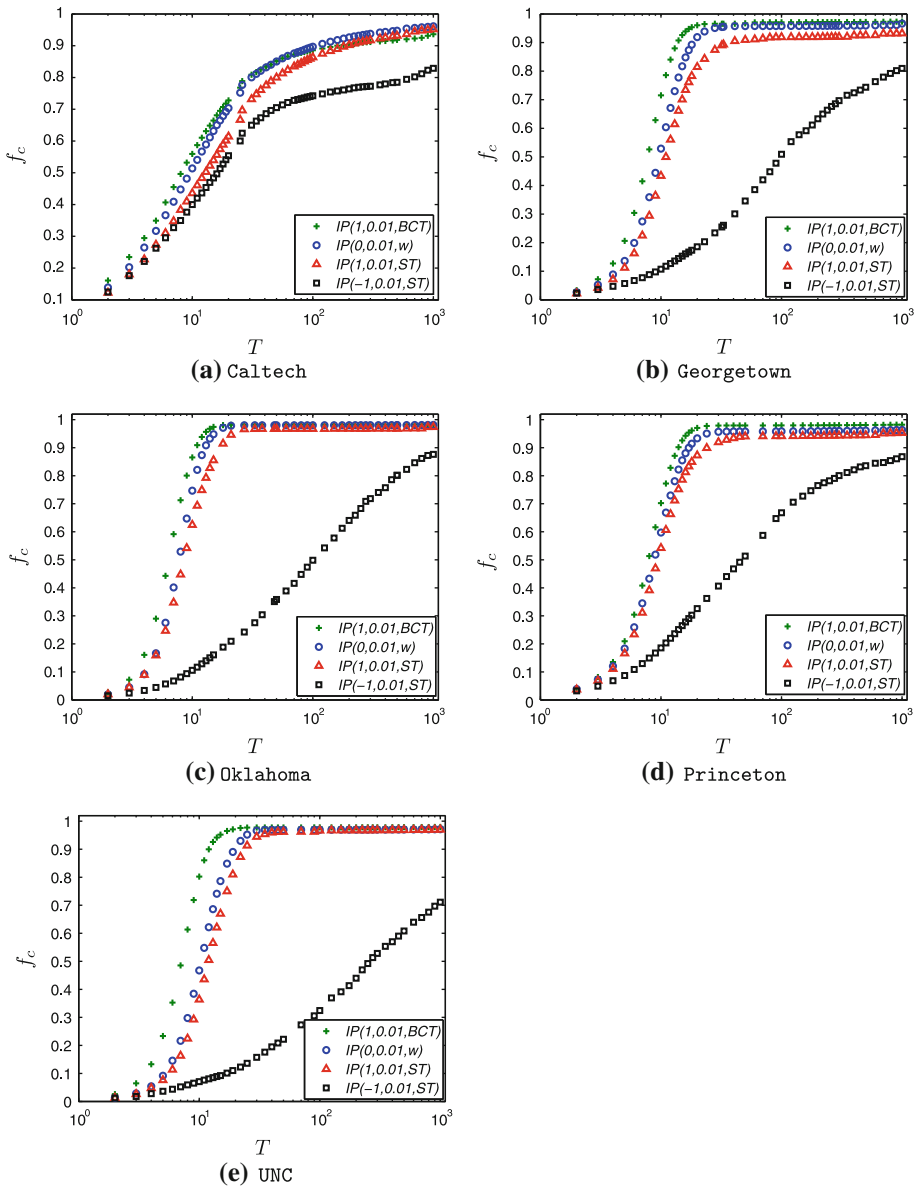 1
0.9
0.8
0.7
0.6
0.5
0.4
0.3
0.2
0.1
f_c
IP(1,0.01,BCT)
IP(0,0.01,w)
IP(1,0.01,ST)
IP(-1,0.01,ST)
10^0 10^1 10^2 10^3
T
(a) Caltech
1
0.9
0.8
0.7
0.6
0.5
0.4
0.3
0.2
0.1
0
f_c
IP(1,0.01,BCT)
IP(0,0.01,w)
IP(1,0.01,ST)
IP(-1,0.01,ST)
10^0 10^1 10^2 10^3
T
(b) Georgetown
1
0.9
0.8
0.7
0.6
0.5
0.4
0.3
0.2
0.1
0
f_c
IP(1,0.01,BCT)
IP(0,0.01,w)
IP(1,0.01,ST)
IP(-1,0.01,ST)
10^0 10^1 10^2 10^3
T
(c) Oklahoma
1
0.9
0.8
0.7
0.6
0.5
0.4
0.3
0.2
0.1
0
f_c
IP(1,0.01,BCT)
IP(0,0.01,w)
IP(1,0.01,ST)
IP(-1,0.01,ST)
10^0 10^1 10^2 10^3
T
(d) Princeton
1
0.9
0.8
0.7
0.6
0.5
0.4
0.3
0.2
0.1
0
f_c
IP(1,0.01,BCT)
IP(0,0.01,w)
IP(1,0.01,ST)
IP(-1,0.01,ST)
10^0 10^1 10^2 10^3
T
(e) UNC